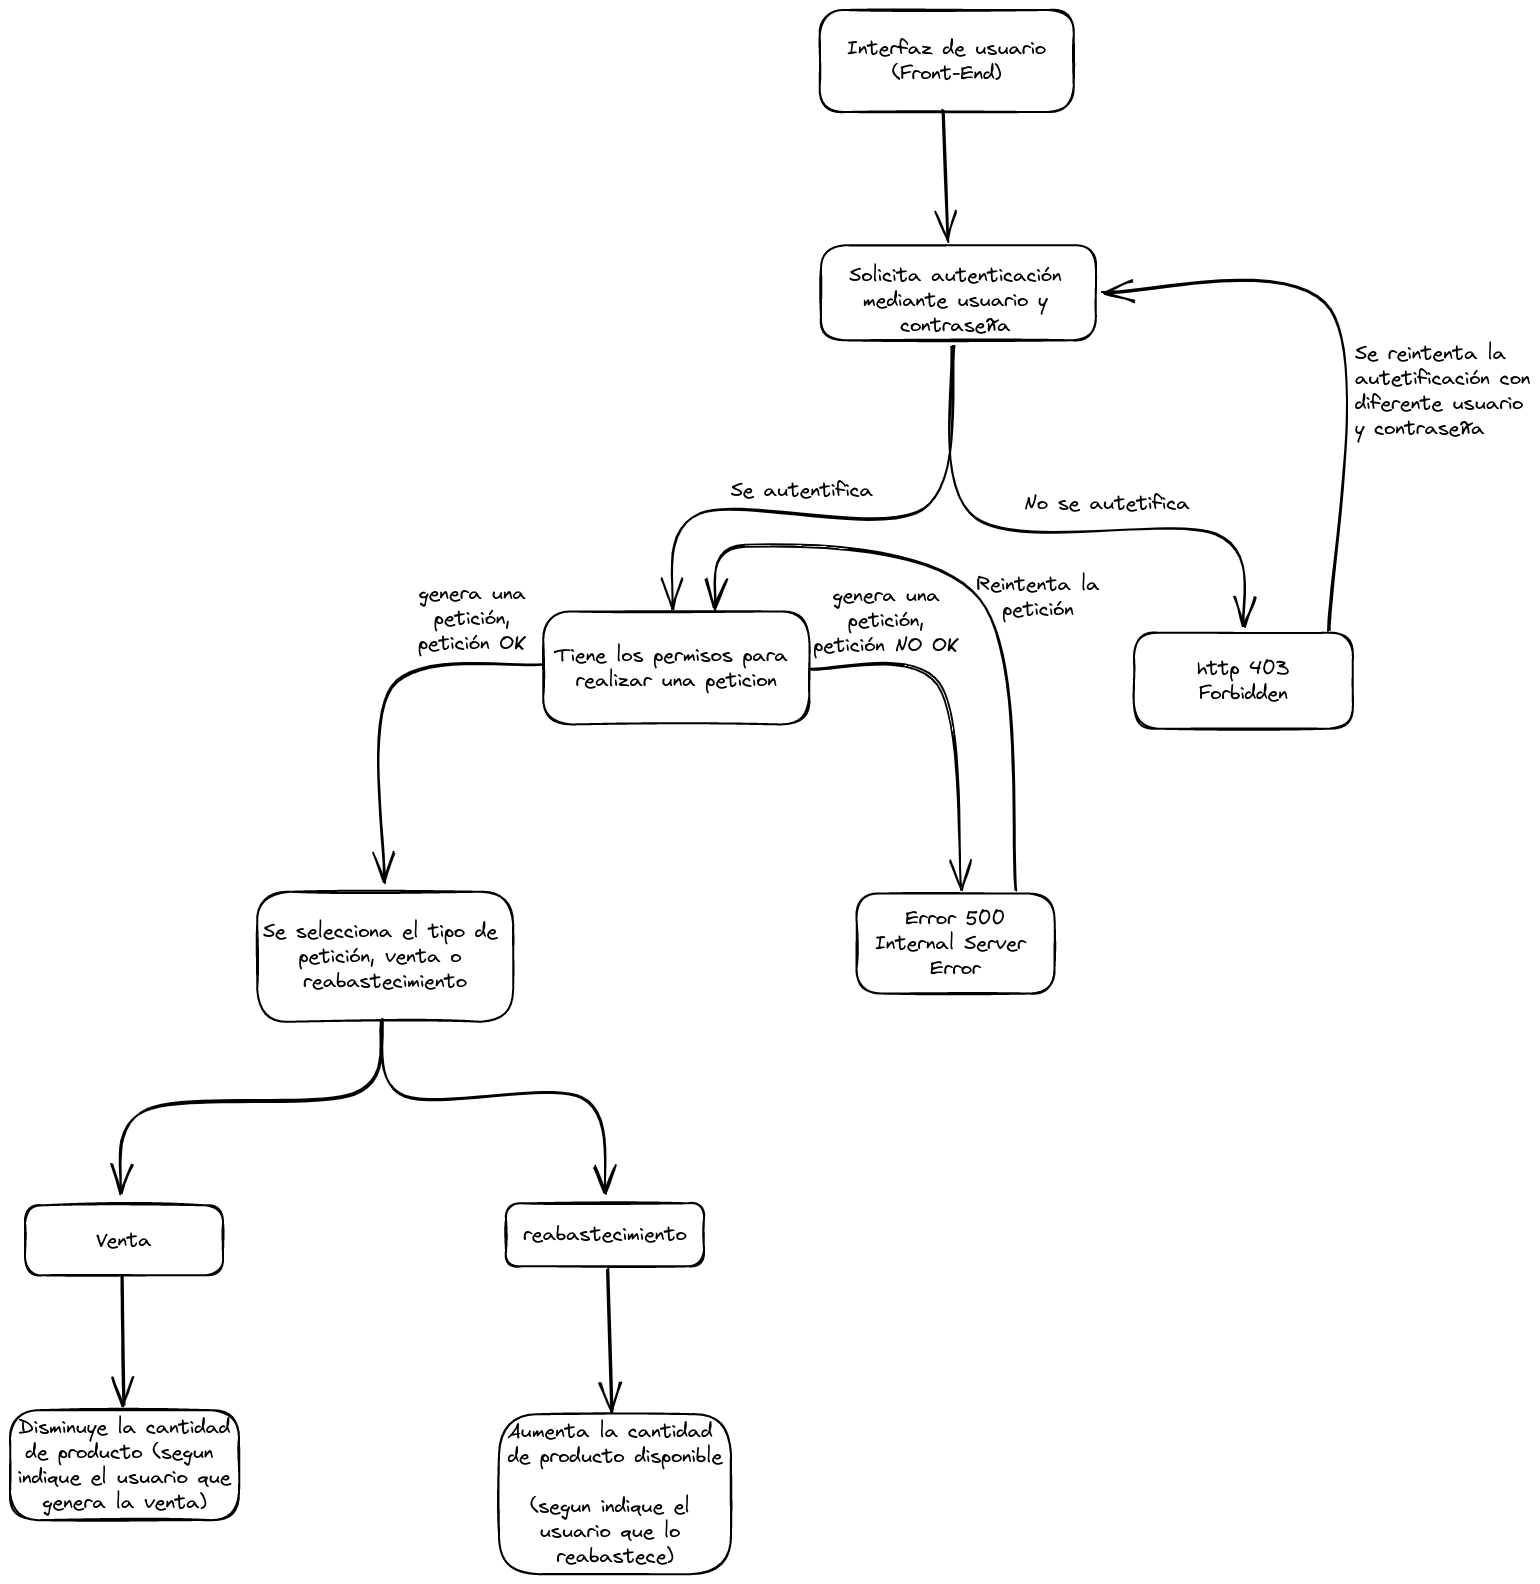 Interfaz de usuario
(Front-End)
Solicita autenticación
mediante usuario y
contraseña
Se reintenta la
autetificación con
diferente usuario
y contraseña
Se autentifica
No se autetifica
genera una
petición,
petición OK
Tiene los permisos para
realizar una peticion
genera una
petición,
petición NO OK
Reintenta la
petición
http 403
Forbidden
Se selecciona el tipo de
petición, venta o
reabastecimiento
Error 500
Internal Server
Error
Venta
reabastecimiento
Disminuye la cantidad
de producto (segun
indique el usuario que
genera la venta)
Aumenta la cantidad
de producto disponible
(segun indique el
usuario que lo
reabastece)